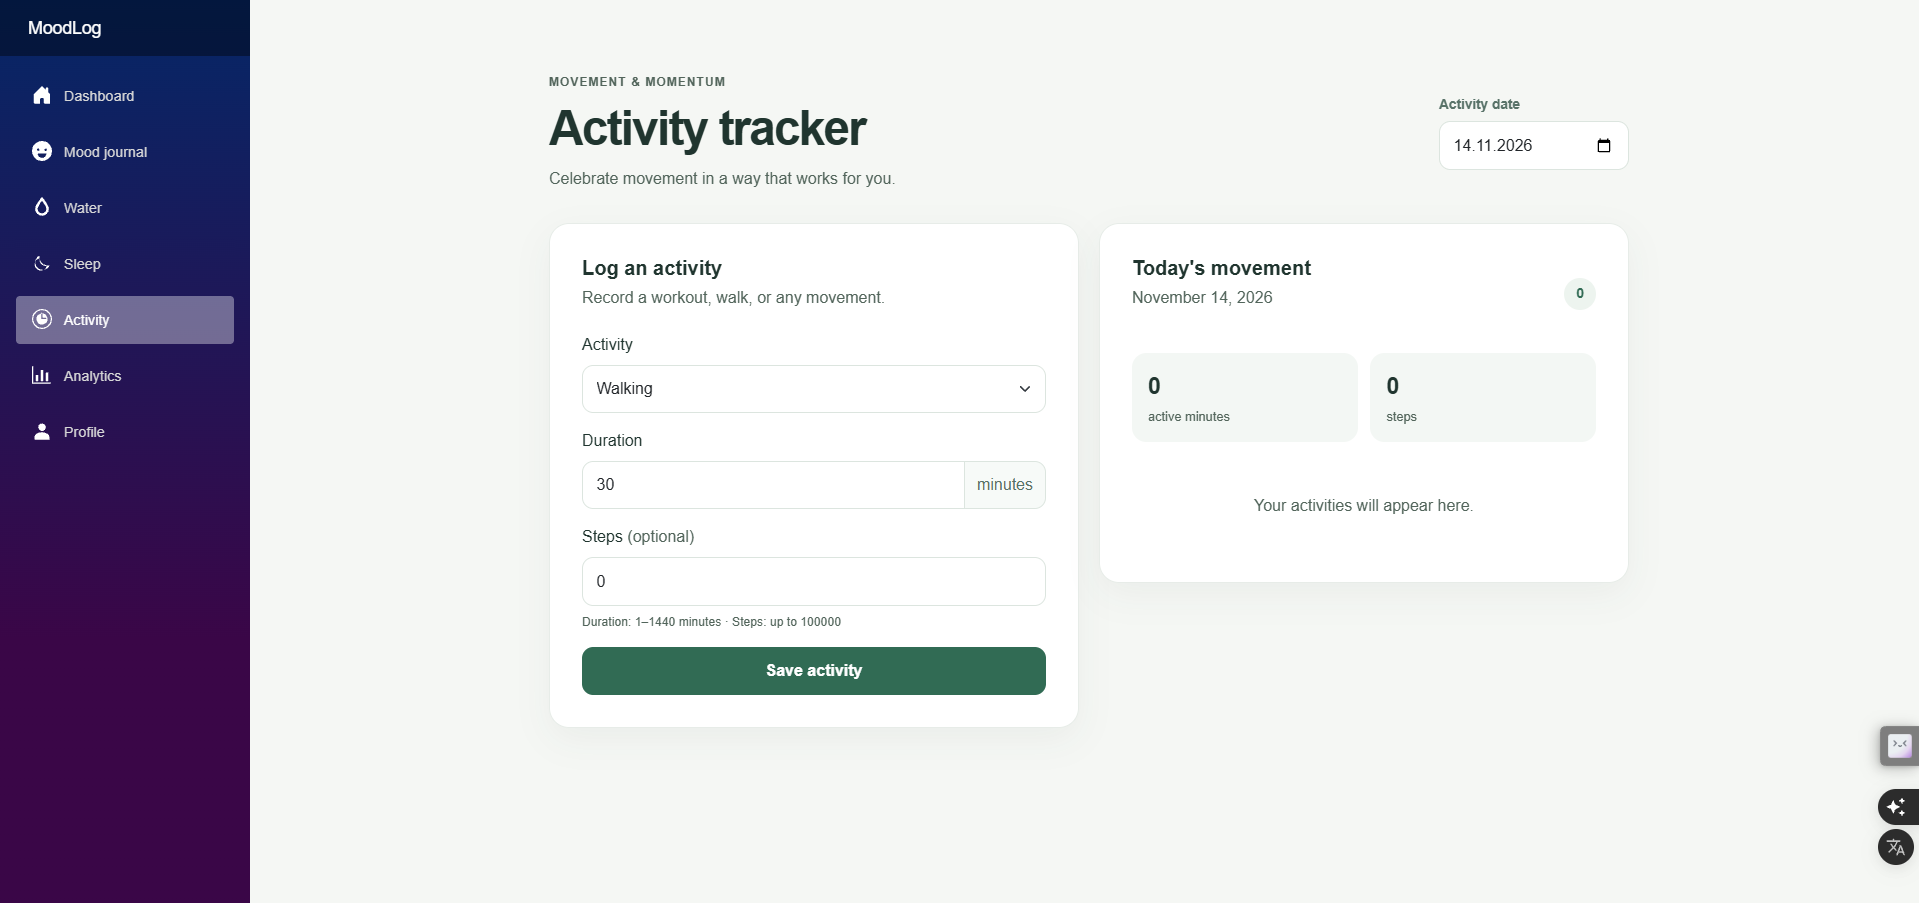 MoodLog
Dashboard
Mood journal
Water
Sleep
Activity
Analytics
Profile
MOVEMENT & MOMENTUM
Activity tracker
Celebrate movement in a way that works for you.
Activity date
14.11.2026
Log an activity
Record a workout, walk, or any movement.
Activity
Walking
Duration
30 minutes
Steps (optional)
0
Duration: 1–1440 minutes · Steps: up to 100000
Save activity
Today's movement
November 14, 2026
0
0
active minutes
0
steps
Your activities will appear here.